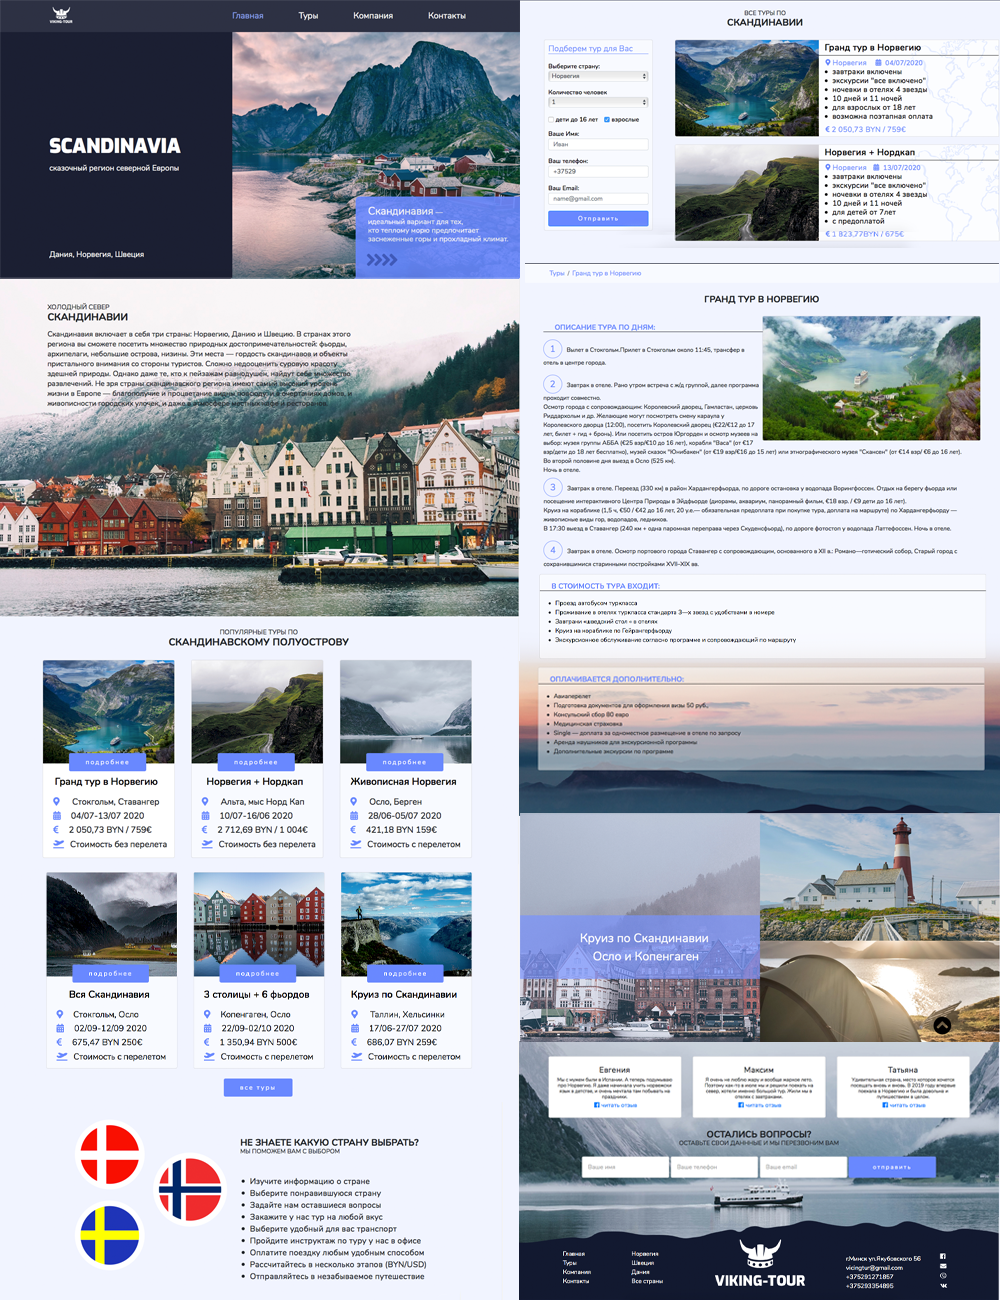 VIKING-TOUR
Главная Туры Компания Контакты
SCANDINAVIA
сказочный регион северной Европы
Дания, Норвегия, Швеция
Скандинавия —
идеальный вариант для тех,
кто теплому морю предпочитает
заснеженные горы и прохладный климат.
ХОЛОДНЫЙ СЕВЕР
СКАНДИНАВИИ
Скандинавия включает в себя три страны: Норвегию, Данию и Швецию. В странах этого
региона вы сможете посетить множество природных достопримечательностей: фьорды,
архипелаги, небольшие острова, низины. Эти места — гордость скандинавов и объекты
пристального внимания со стороны туристов. Сложно недооценить суровую красоту
здешней природы. Однако даже те, кто к пейзажам равнодушен, найдут себе множество
развлечений. Не зря страны скандинавского региона имеют самый высокий уровень
жизни в Европе — благополучие и процветание видны повсюду: в очертаниях домов, и
живописности городских улочек, и даже в атмосфере местных кафе и ресторанов.
ПОПУЛЯРНЫЕ ТУРЫ ПО
СКАНДИНАВСКОМУ ПОЛУОСТРОВУ
подробнее подробнее подробнее
Гранд тур в Норвегию Норвегия + Нордкап Живописная Норвегия
Стокгольм, Ставангер Альта, мыс Норд Кап Осло, Берген
04/07-13/07 2020 10/07-16/06 2020 28/06-05/07 2020
€ 2 050,73 BYN / 759€ € 2 712,69 BYN / 1 004€ € 421,18 BYN 159€
Стоимость без перелета Стоимость без перелета Стоимость с перелетом
подробнее подробнее подробнее
Вся Скандинавия 3 столицы + 6 фьордов Круиз по Скандинавии
Стокгольм, Осло Копенгаген, Осло Таллин, Хельсинки
02/09-12/09 2020 22/09-02/10 2020 17/06-27/07 2020
€ 675,47 BYN 250€ € 1 350,94 BYN 500€ € 686,07 BYN 259€
Стоимость с перелетом Стоимость с перелетом Стоимость с перелетом
все туры
НЕ ЗНАЕТЕ КАКУЮ СТРАНУ ВЫБРАТЬ?
МЫ ПОМОЖЕМ ВАМ С ВЫБОРОМ
Изучите информацию о стране
Выберите понравившуюся страну
Задайте нам оставшиеся вопросы
Закажите у нас тур на любой вкус
Выберите удобный для вас транспорт
Пройдите инструктаж по туру у нас в офисе
Оплатите поездку любым удобным способом
Рассчитайтесь в несколько этапов (BYN/USD)
Отправляйтесь в незабываемое путешествие
ВСЕ ТУРЫ ПО
СКАНДИНАВИИ
Подберем тур для Вас
Выберите страну:
Норвегия
Количество человек
1
дети до 16 лет взрослые
Ваше Имя:
Иван
Ваш телефон:
+37529
Ваш Email:
name@gmail.com
Отправить
Гранд тур в Норвегию
Норвегия 04/07/2020
завтраки включены
экскурсии "все включено"
ночевки в отелях 4 звезды
10 дней и 11 ночей
для взрослых от 18 лет
возможна поэтапная оплата
€ 2 050,73 BYN / 759€
Норвегия + Нордкап
Норвегия 13/07/2020
завтраки включены
экскурсии "все включено"
ночевки в отелях 4 звезды
10 дней и 11 ночей
для детей от 7лет
с предоплатой
€ 1 823,77BYN / 675€
Туры / Гранд тур в Норвегию
ГРАНД ТУР В НОРВЕГИЮ
ОПИСАНИЕ ТУРА ПО ДНЯМ:
1 Вылет в Стокгольм.Прилет в Стокгольм около 11:45, трансфер в
отель в центре города.
2 Завтрак в отеле. Рано утром встреча с ж/д группой, далее программа
проходит совместно.
Осмотр города с сопровождающим: Королевский дворец, Гамластан, церковь
Риддархольм и др. Желающие могут посмотреть смену караула у
Королевского дворца (12:00), посетить Королевский дворец (€22/€12 до 17
лет, билет + гид + бронь). Или посетить остров Юргорден и осмотр музеев на
выбор: музея группы АББА (€25 взр/€10 до 16 лет), корабля "Васа" (от €17
взр/дети до 18 лет бесплатно), музей сказок "Юнибакен" (от €19 взр/€16 до 15 лет) или этнографического музея "Скансен" (от €14 взр/ €6 до 16 лет).
Во второй половине дня выезд в Осло (525 км).
Ночь в отеле.
3 Завтрак в отеле. Переезд (330 км) в район Хардангерфьорда, по дороге остановка у водопада Ворингфоссен. Отдых на берегу фьорда или
посещение интерактивного Центра Природы в Эйдфьорде (диорамы, аквариум, панорамный фильм, €18 взр. / €9 дети до 16 лет).
Круиз на кораблике (1,5 ч, €50 / €42 до 16 лет, 20 у.е.— обязательная предоплата при покупке тура, доплата на маршруте) по Хардангерфьорду —
живописные виды гор, водопадов, ледников.
В 17:30 выезд в Ставангер (240 км + одна паромная переправа через Скуденсфьорд), по дороге фотостоп у водопада Латтефоссен. Ночь в отеле.
4 Завтрак в отеле. Осмотр портового города Ставангер с сопровождающим, основанного в XII в.: Романо—готический собор, Старый город с
сохранившимися старинными постройками XVII–XIX вв.
В СТОИМОСТЬ ТУРА ВХОДИТ:
Проезд автобусом туркласса
Проживание в отелях туркласса стандарта 3—х звезд с удобствами в номере
Завтраки «шведский стол » в отелях
Круиз на кораблике по Гейрангерфьорду
Экскурсионное обслуживание согласно программе и сопровождающий по маршруту
ОПЛАЧИВАЕТСЯ ДОПОЛНИТЕЛЬНО:
Авиаперелет
Подготовка документов для оформления визы 50 руб.,
Консульский сбор 80 евро
Медицинская страховка
Single — доплата за одноместное размещение в отеле по запросу
Аренда наушников для экскурсионной программы
Дополнительные экскурсии по программе
Круиз по Скандинавии
Осло и Копенгаген
Евгения Максим Татьяна
Мы с мужем были в Испании. А теперь подумываю
про Норвегию. Я даже начинала учить норвежски
язык в детстве, и очень мечтала там побывать на
праздники.
читать отзыв
Я очень не люблю жару и вообще жаркое лето.
Поэтому как-то в июле мы и решили поехать на
север, хотели именно большой тур. Жили мы в
отелях с завтраками.
читать отзыв
Удивительная страна, место которое хочется
посещать вновь и вновь. В 2019 году впервые
поехала в Норвегию и была довольна и
путешествием в целом.
читать отзыв
ОСТАЛИСЬ ВОПРОСЫ?
ОСТАВЬТЕ СВОИ ДАННЫЕ И МЫ ПЕРЕЗВОНИМ ВАМ
Ваше имя Ваше телефон Ваше email отправить
Главная Норвегия
Туры Швеция
Компания Дания
Контакты Все страны
VIKING-TOUR
г.Минск ул.Якубовского 56
vicingtur@gmail.com
+375291271857
+375293354895